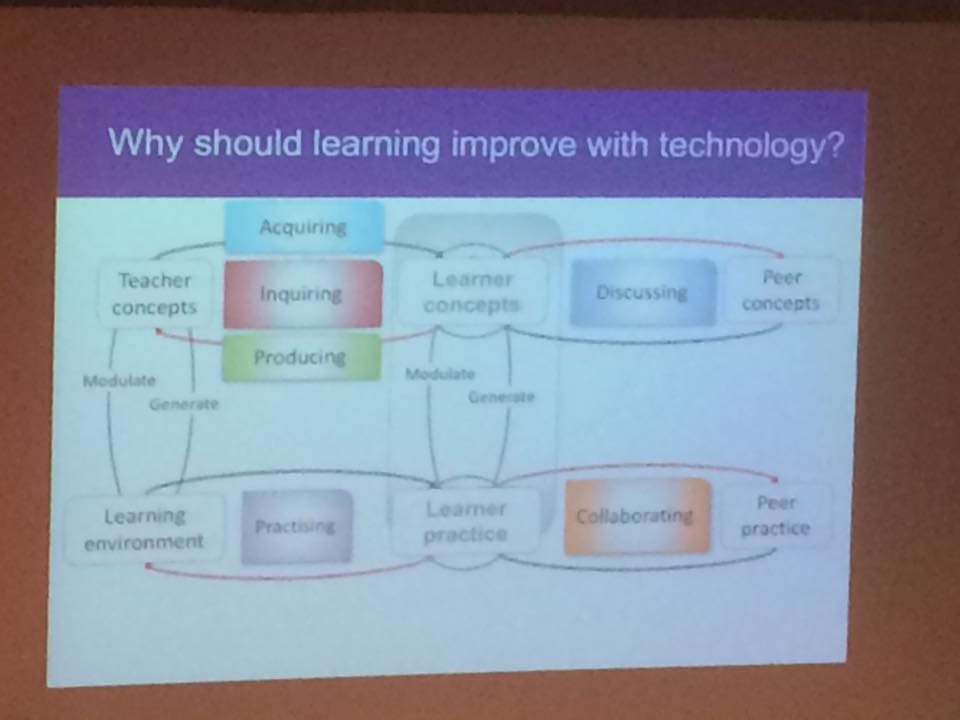 Why should learning improve with technology?
Acquiring
Teacher
concepts
Inquiring
Learner
concepts
Discussing
Peer
concepts
Producing
Modulate
Generate
Modulate
Generate
Learning
environment
Practising
Learner
practice
Collaborating
Peer
practice